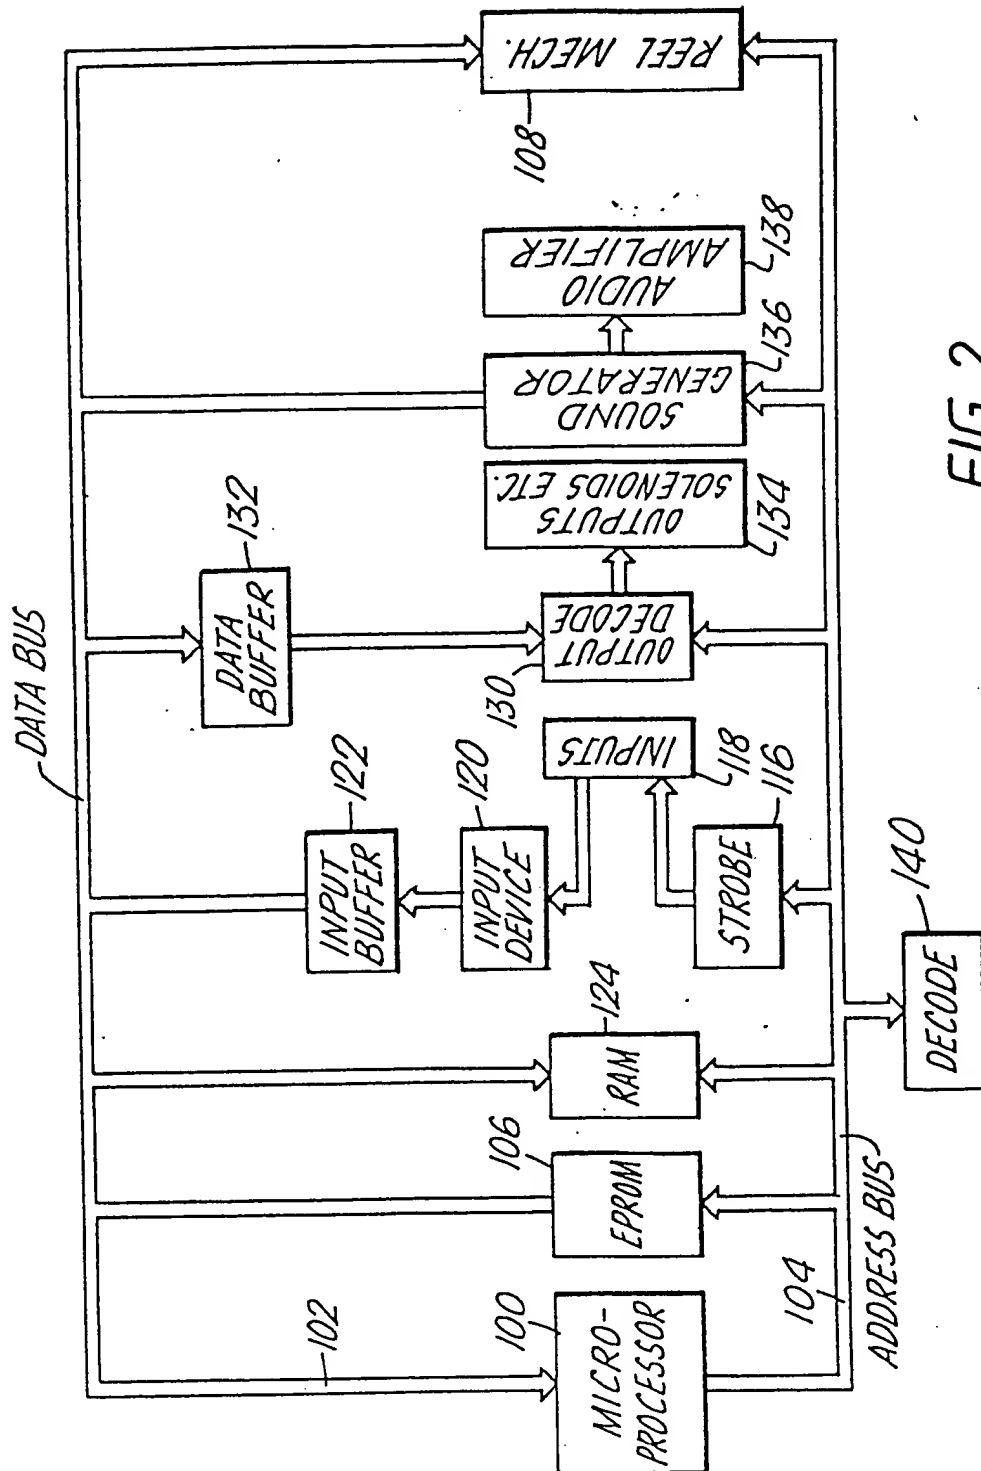 DATA BUS
102
100
MICRO-
PROCESSOR
106
EPROM
124
RAM
122
INPUT
BUFFER
120
INPUT
DEVICE
STROBE
116
INPUTS
118
132
DATA
BUFFER
130
OUTPUT
DECODE
OUTPUTS
SOLENOIDS ETC.
134
SOUND
GENERATOR
136
AUDIO
AMPLIFIER
138
108
REEL MECH.
104
ADDRESS BUS
DECODE
140
FIG. 2